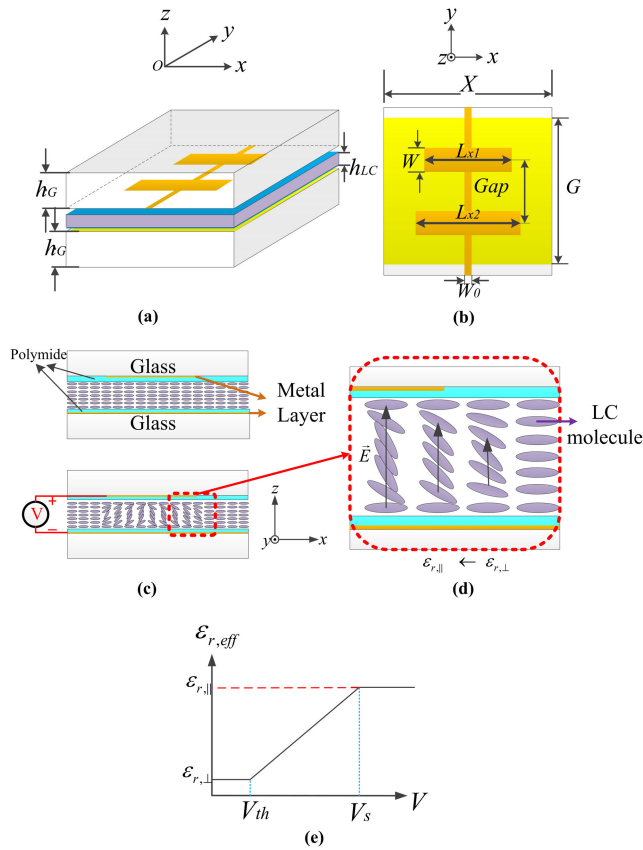 z
y
O
x
h_G
h_G
h_LC
(a)
y
z
x
X
W
L_x1
Gap
G
L_x2
W_0
(b)
Polymide
Glass
Metal
Layer
Glass
V
+
−
z
y
x
(c)
E⃗
LC
molecule
ε_r,∥ ← ε_r,⊥
(d)
ε_r,eff
ε_r,∥
ε_r,⊥
V_th
V_s
V
(e)